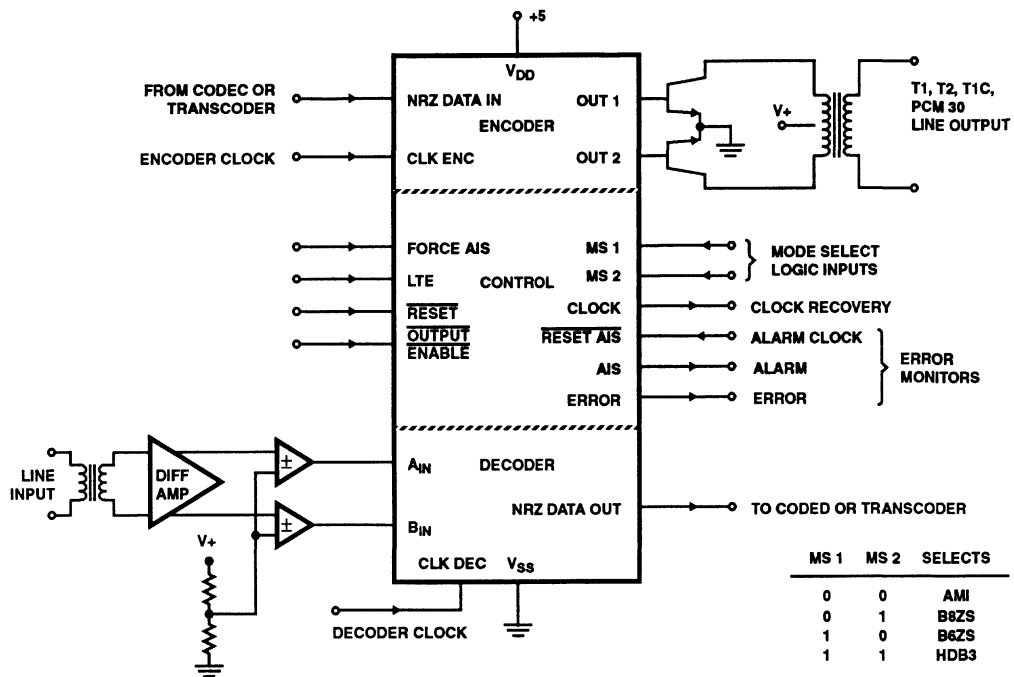 +5
VDD
FROM CODEC OR
TRANSCODER
NRZ DATA IN
OUT 1
ENCODER
ENCODER CLOCK
CLK ENC
OUT 2
V+
T1, T2, T1C,
PCM 30
LINE OUTPUT
FORCE AIS
LTE
RESET
OUTPUT
ENABLE
CONTROL
MS 1
MS 2
CLOCK
RESET AIS
AIS
ERROR
MODE SELECT
LOGIC INPUTS
CLOCK RECOVERY
ALARM CLOCK
ALARM
ERROR
ERROR
MONITORS
LINE
INPUT
DIFF
AMP
±
±
V+
AIN
DECODER
BIN
NRZ DATA OUT
TO CODED OR TRANSCODER
CLK DEC
VSS
DECODER CLOCK
MS 1 MS 2 SELECTS
0 0 AMI
0 1 B8ZS
1 0 B6ZS
1 1 HDB3